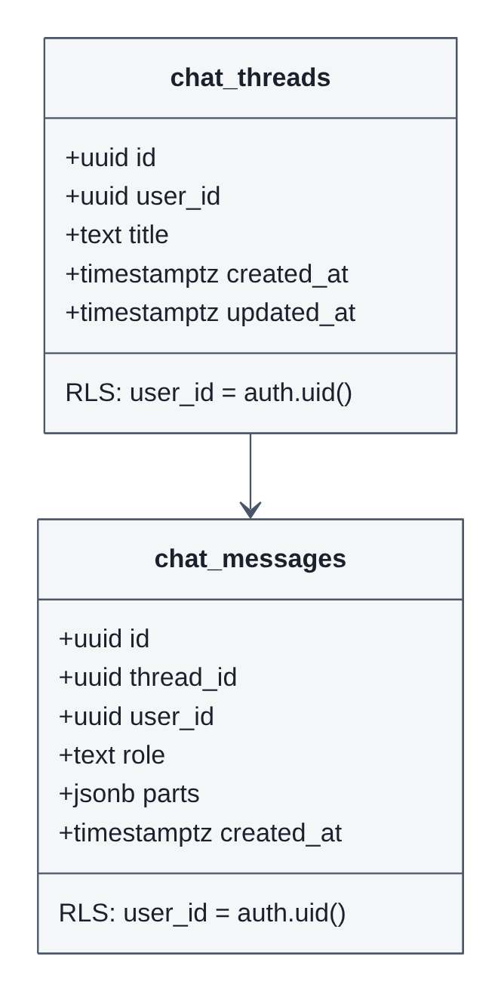 chat_threads
+uuid id
+uuid user_id
+text title
+timestamptz created_at
+timestamptz updated_at
RLS: user_id = auth.uid()
chat_messages
+uuid id
+uuid thread_id
+uuid user_id
+text role
+jsonb parts
+timestamptz created_at
RLS: user_id = auth.uid()